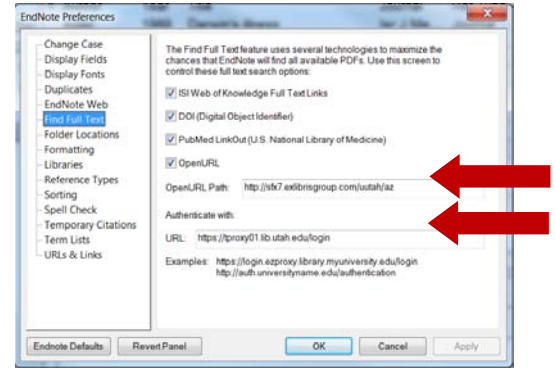 EndNote Preferences
Change Case
Display Fields
Display Fonts
Duplicates
EndNote Web
Find Full Text
Folder Locations
Formatting
Libraries
Reference Types
Sorting
Spell Check
Temporary Citations
Term Lists
URLs & Links
The Find Full Text feature uses several technologies to maximize the
chances that EndNote will find all available PDFs. Use this screen to
control these full text search options:
ISI Web of Knowledge Full Text Links
DOI (Digital Object Identifier)
PubMed LinkOut (U.S. National Library of Medicine)
OpenURL
OpenURL Path: http://sfx7.exlibrisgroup.com/uutah/az
Authenticate with:
URL: https://tproxy01.lib.utah.edu/login
Examples: https://login.ezproxy.library.myuniversity.edu/login
http://auth.universityname.edu/authentication
Endnote Defaults Revert Panel OK Cancel Apply